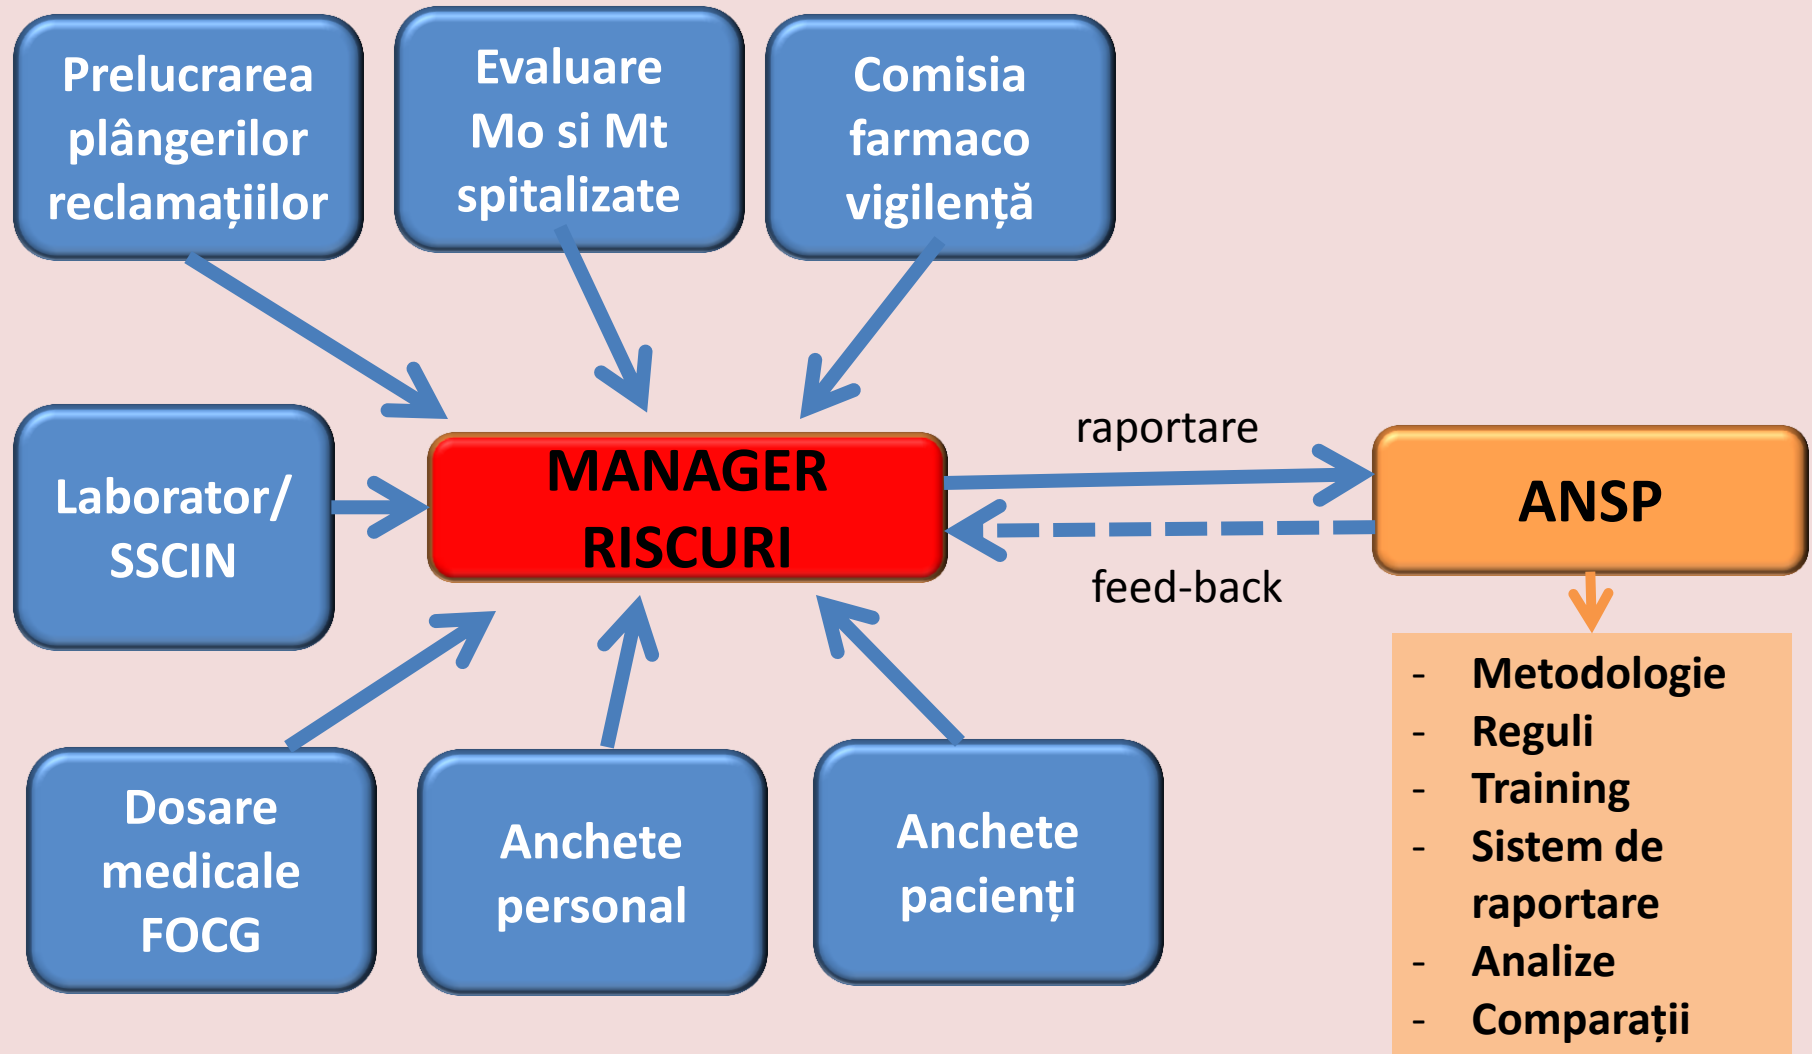 Prelucrarea
plângerilor
reclamațiilor
Evaluare
Mo si Mt
spitalizate
Comisia
farmaco
vigilență
Laborator/
SSCIN
MANAGER
RISCURI
raportare
feed-back
ANSP
Dosare
medicale
FOCG
Anchete
personal
Anchete
pacienți
- Metodologie
- Reguli
- Training
- Sistem de
raportare
- Analize
- Comparații